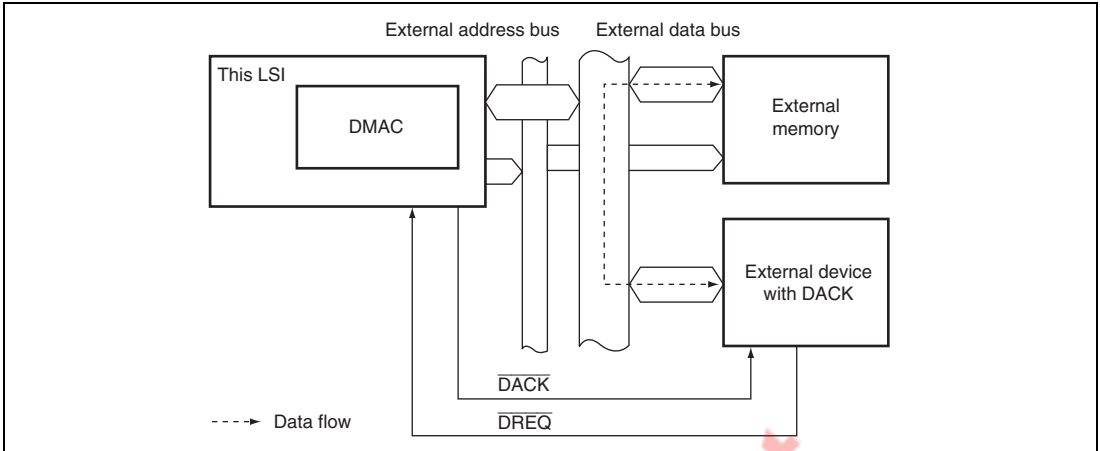 External address bus
External data bus
This LSI
DMAC
External
memory
External device
with DACK
DACK
DREQ
Data flow